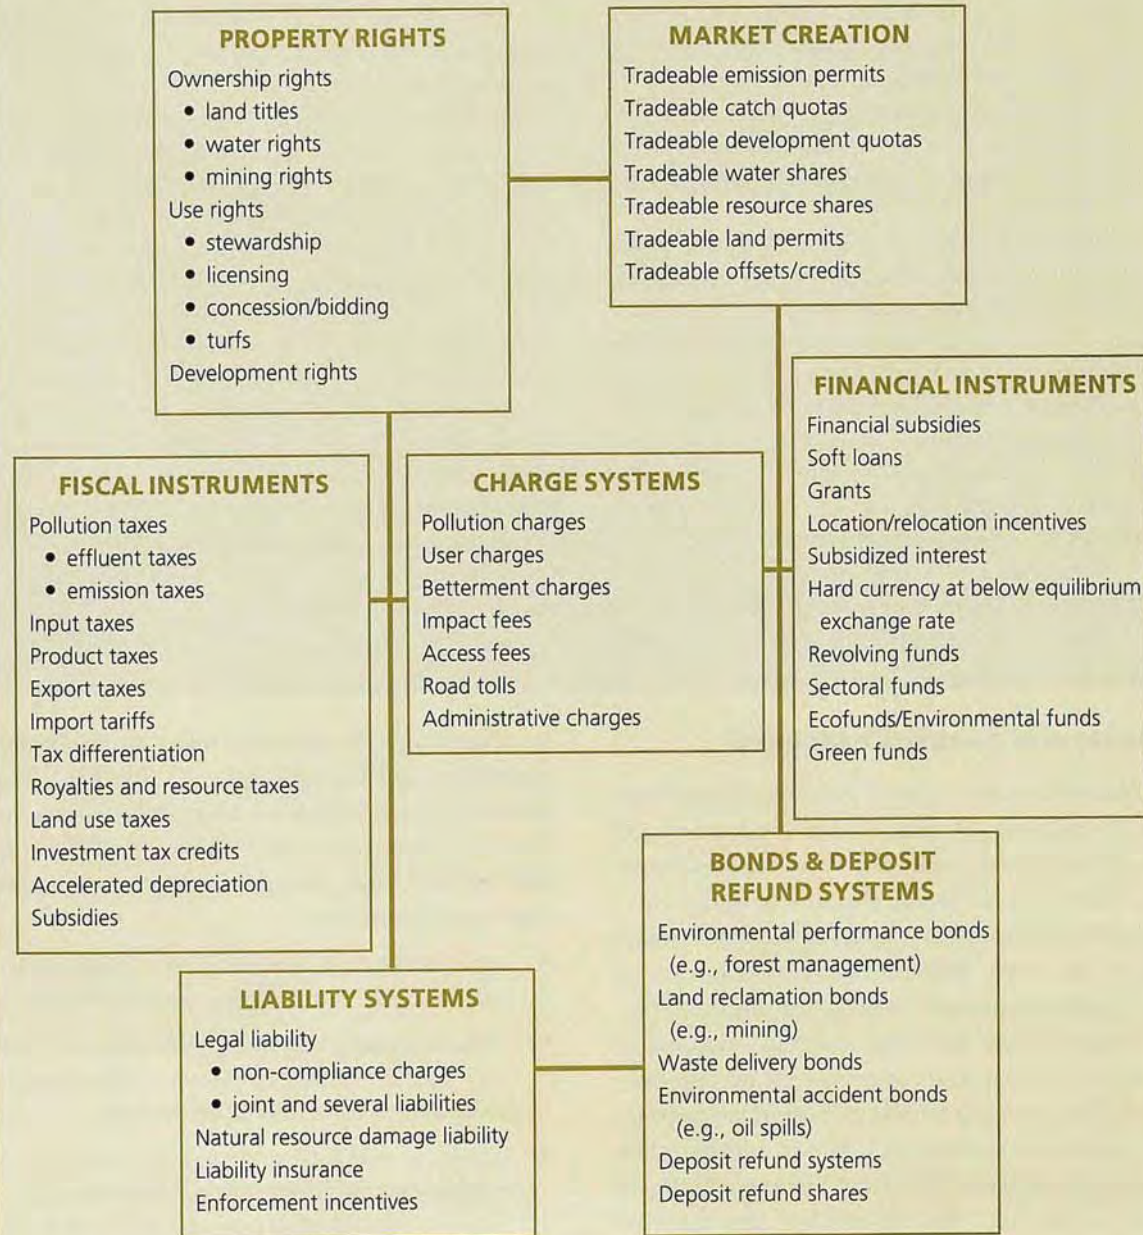 PROPERTY RIGHTS
Ownership rights
• land titles
• water rights
• mining rights
Use rights
• stewardship
• licensing
• concession/bidding
• turfs
Development rights
MARKET CREATION
Tradeable emission permits
Tradeable catch quotas
Tradeable development quotas
Tradeable water shares
Tradeable resource shares
Tradeable land permits
Tradeable offsets/credits
FISCAL INSTRUMENTS
Pollution taxes
• effluent taxes
• emission taxes
Input taxes
Product taxes
Export taxes
Import tariffs
Tax differentiation
Royalties and resource taxes
Land use taxes
Investment tax credits
Accelerated depreciation
Subsidies
CHARGE SYSTEMS
Pollution charges
User charges
Betterment charges
Impact fees
Access fees
Road tolls
Administrative charges
FINANCIAL INSTRUMENTS
Financial subsidies
Soft loans
Grants
Location/relocation incentives
Subsidized interest
Hard currency at below equilibrium
exchange rate
Revolving funds
Sectoral funds
Ecofunds/Environmental funds
Green funds
LIABILITY SYSTEMS
Legal liability
• non-compliance charges
• joint and several liabilities
Natural resource damage liability
Liability insurance
Enforcement incentives
BONDS & DEPOSIT
REFUND SYSTEMS
Environmental performance bonds
(e.g., forest management)
Land reclamation bonds
(e.g., mining)
Waste delivery bonds
Environmental accident bonds
(e.g., oil spills)
Deposit refund systems
Deposit refund shares